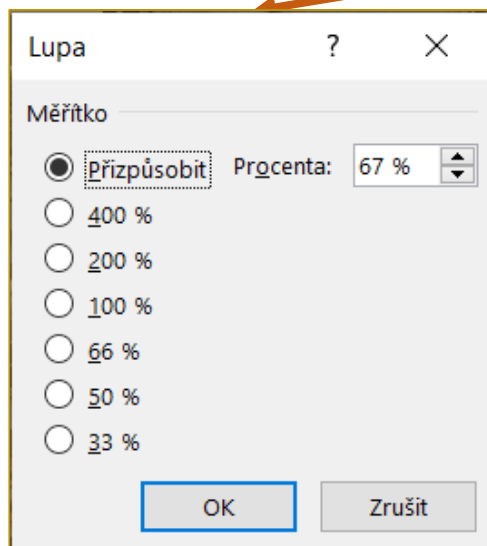 Lupa ?
Měřítko
Přizpůsobit Procenta: 67 %
400 %
200 %
100 %
66 %
50 %
33 %
OK Zrušit